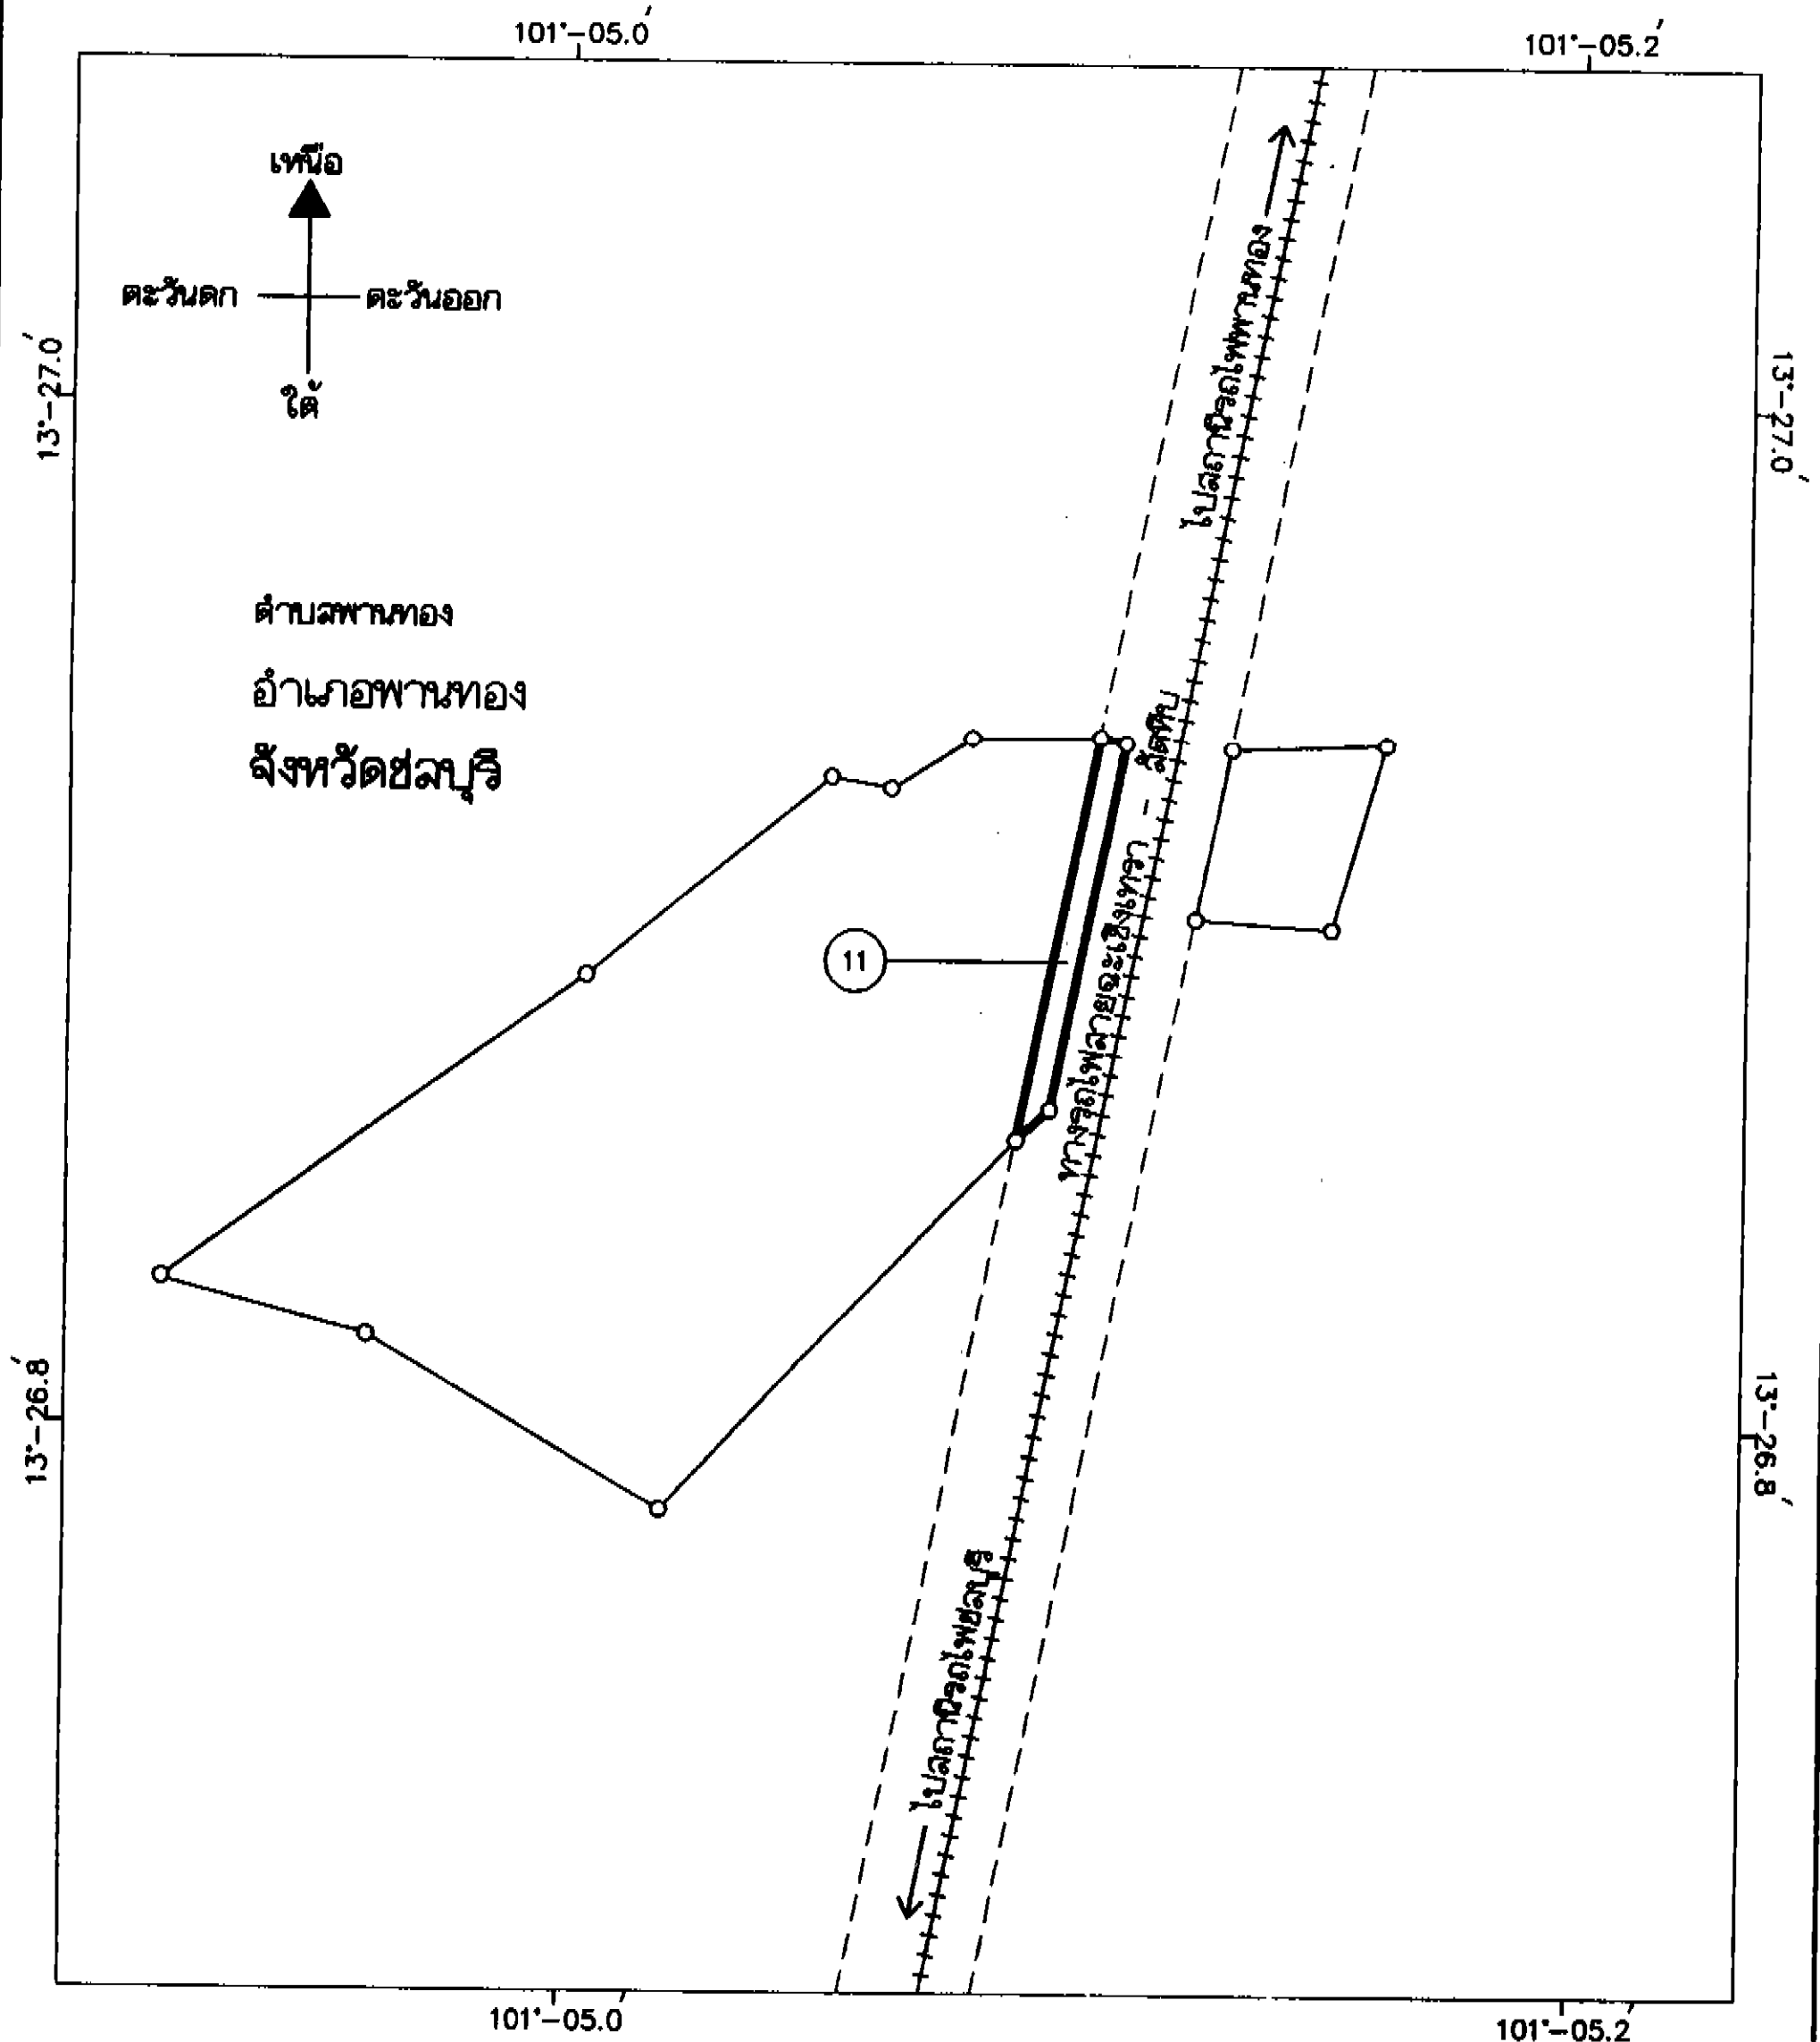 101°-05.0′
101°-05.2′
เหนือ
ตะวันตก
ตะวันออก
ใต้
13°-27.0′
13°-27.0′
ไปสถานีรถไฟพานทอง
ตำบลพานทอง
อำเภอพานทอง
จังหวัดชลบุรี
11
ทางรถไฟสายฉะเชิงเทรา - สัตหีบ
13°-26.8′
13°-26.8′
ไปสถานีรถไฟชลบุรี
101°-05.0′
101°-05.2′